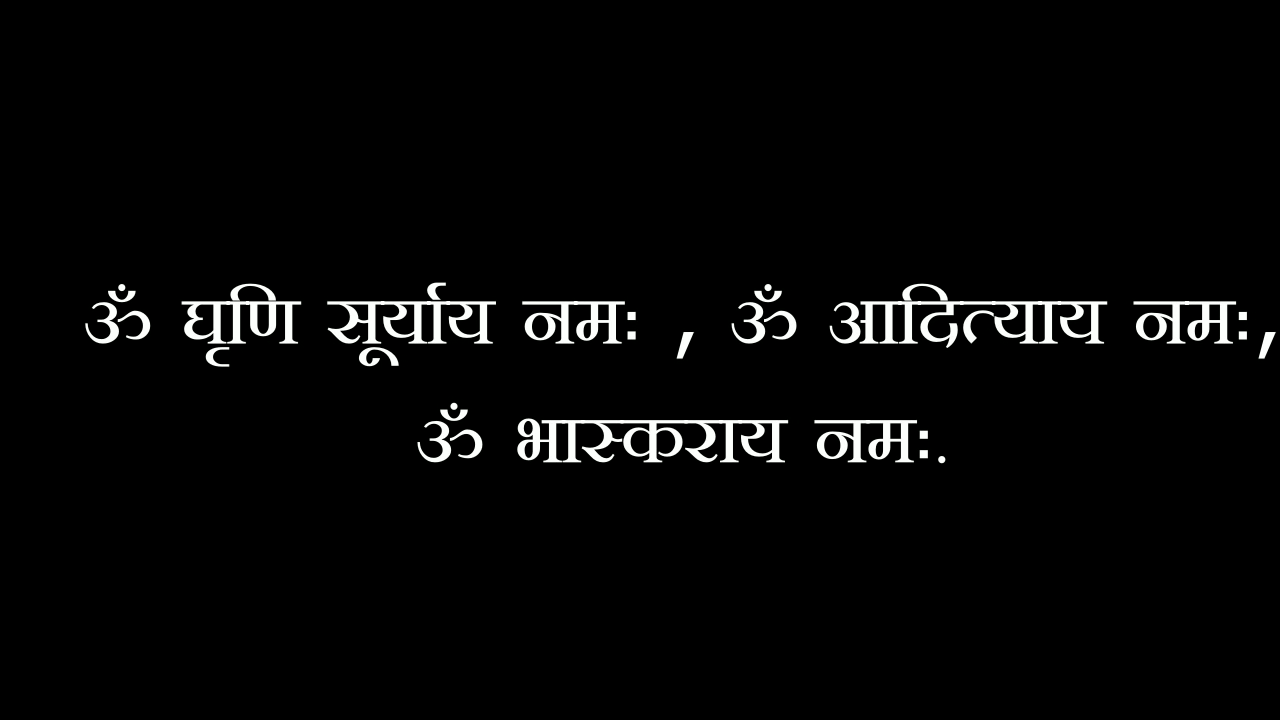 ॐ घृणि सूर्याय नमः , ॐ आदित्याय नमः,
ॐ भास्कराय नमः.